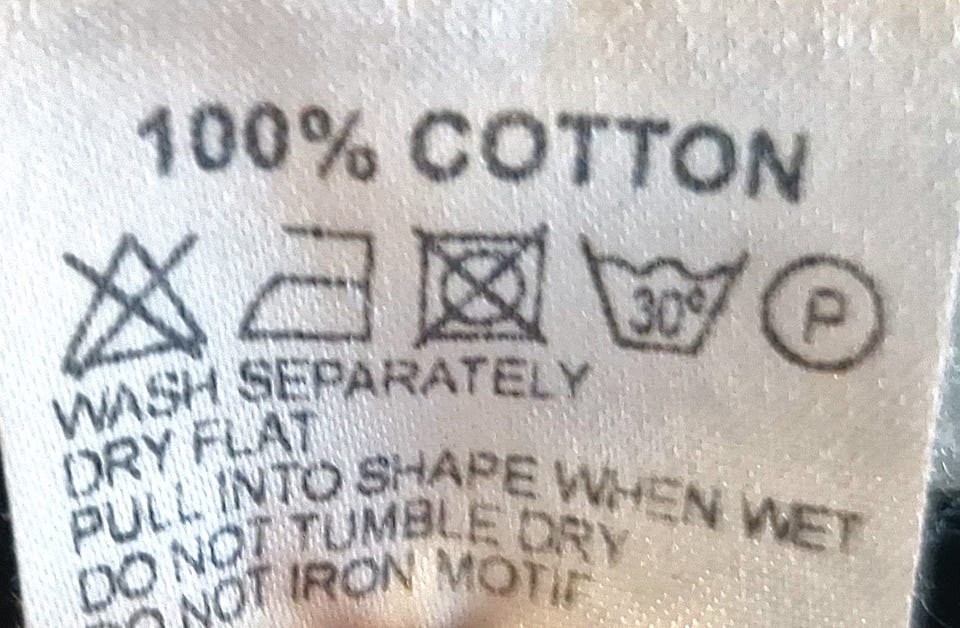 100% COTTON
30° P
WASH SEPARATELY
DRY FLAT
PULL INTO SHAPE WHEN WET
DO NOT TUMBLE DRY
DO NOT IRON MOTIF